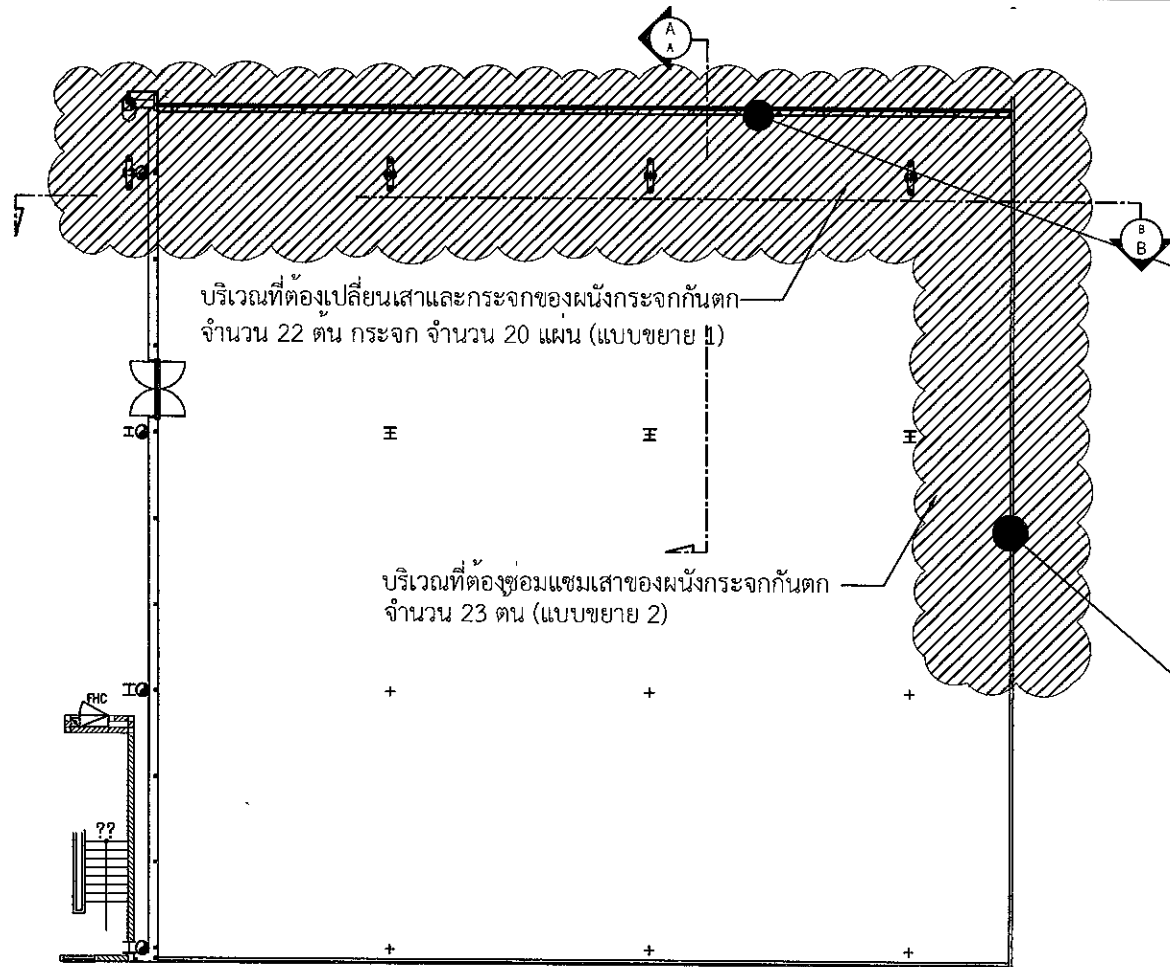 A
A
B
B
บริเวณที่ต้องเปลี่ยนเสาและกระจกของผนังกระจกกันตก
จำนวน 22 ต้น กระจก จำนวน 20 แผ่น (แบบขยาย 1)
บริเวณที่ต้องซ่อมแซมเสาของผนังกระจกกันตก
จำนวน 23 ต้น (แบบขยาย 2)
FHC
??